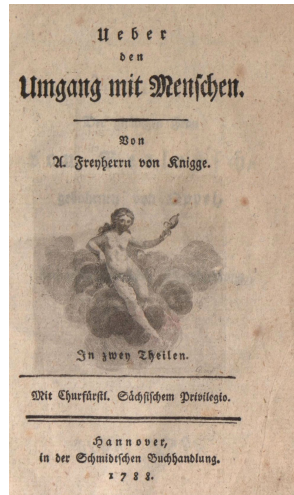 Ueber
den
Umgang mit Menschen.
Von
A. Freyherrn von Knigge.
In zwey Theilen.
Mit Churfürstl. Sächsischem Privilegio.
Hannover,
in der Schmidtschen Buchhandlung.
1788.